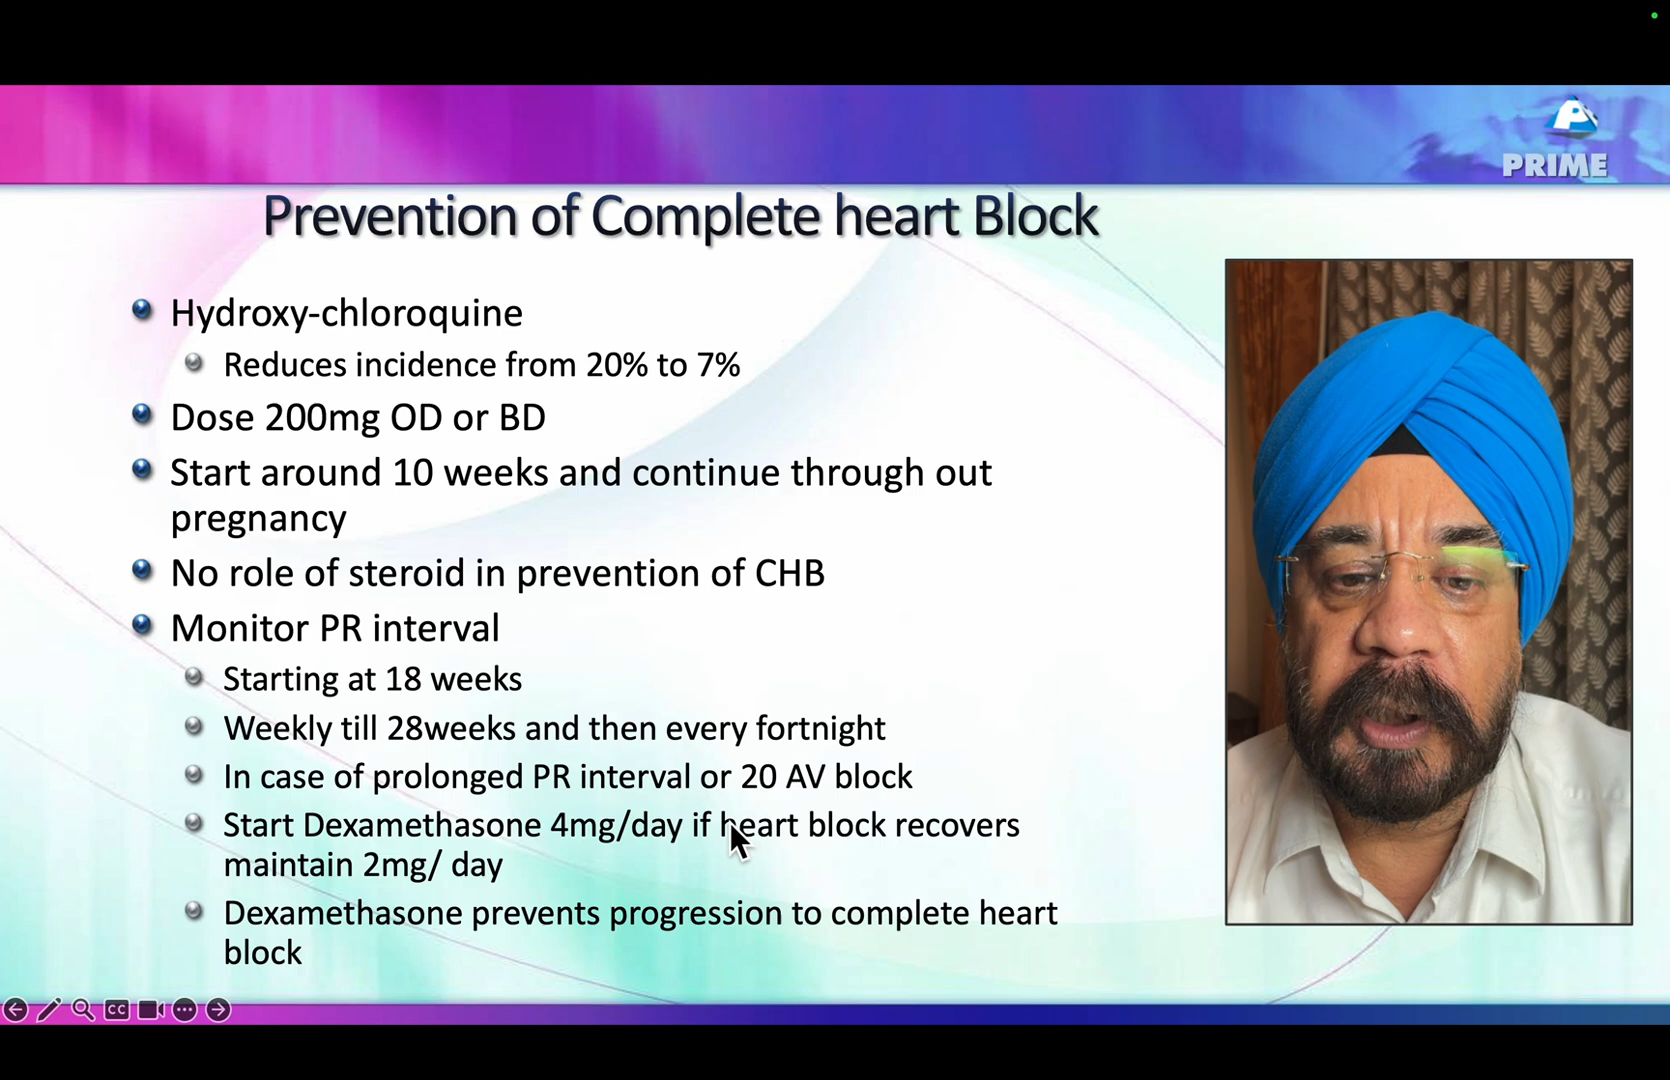 PRIME
Prevention of Complete heart Block
Hydroxy-chloroquine
Reduces incidence from 20% to 7%
Dose 200mg OD or BD
Start around 10 weeks and continue through out
pregnancy
No role of steroid in prevention of CHB
Monitor PR interval
Starting at 18 weeks
Weekly till 28weeks and then every fortnight
In case of prolonged PR interval or 20 AV block
Start Dexamethasone 4mg/day if heart block recovers
maintain 2mg/ day
Dexamethasone prevents progression to complete heart
block
CC